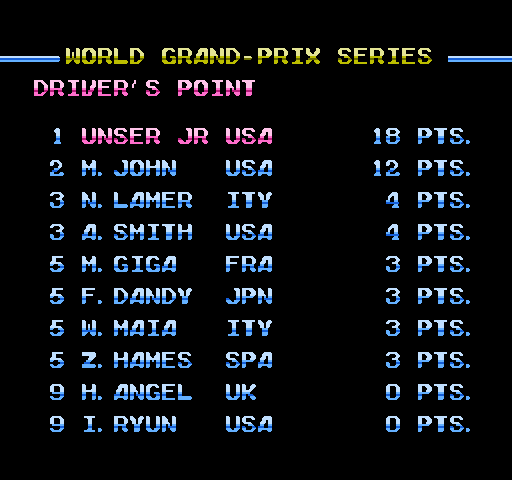 WORLD GRAND-PRIX SERIES
DRIVER'S POINT
1 UNSER JR USA 18 PTS.
2 M. JOHN USA 12 PTS.
3 N. LAMER ITY 4 PTS.
3 A. SMITH USA 4 PTS.
5 M. GIGA FRA 3 PTS.
5 F. DANDY JPN 3 PTS.
5 W. MAIA ITY 3 PTS.
5 Z. HAMES SPA 3 PTS.
9 H. ANGEL UK 0 PTS.
9 I. RYUN USA 0 PTS.